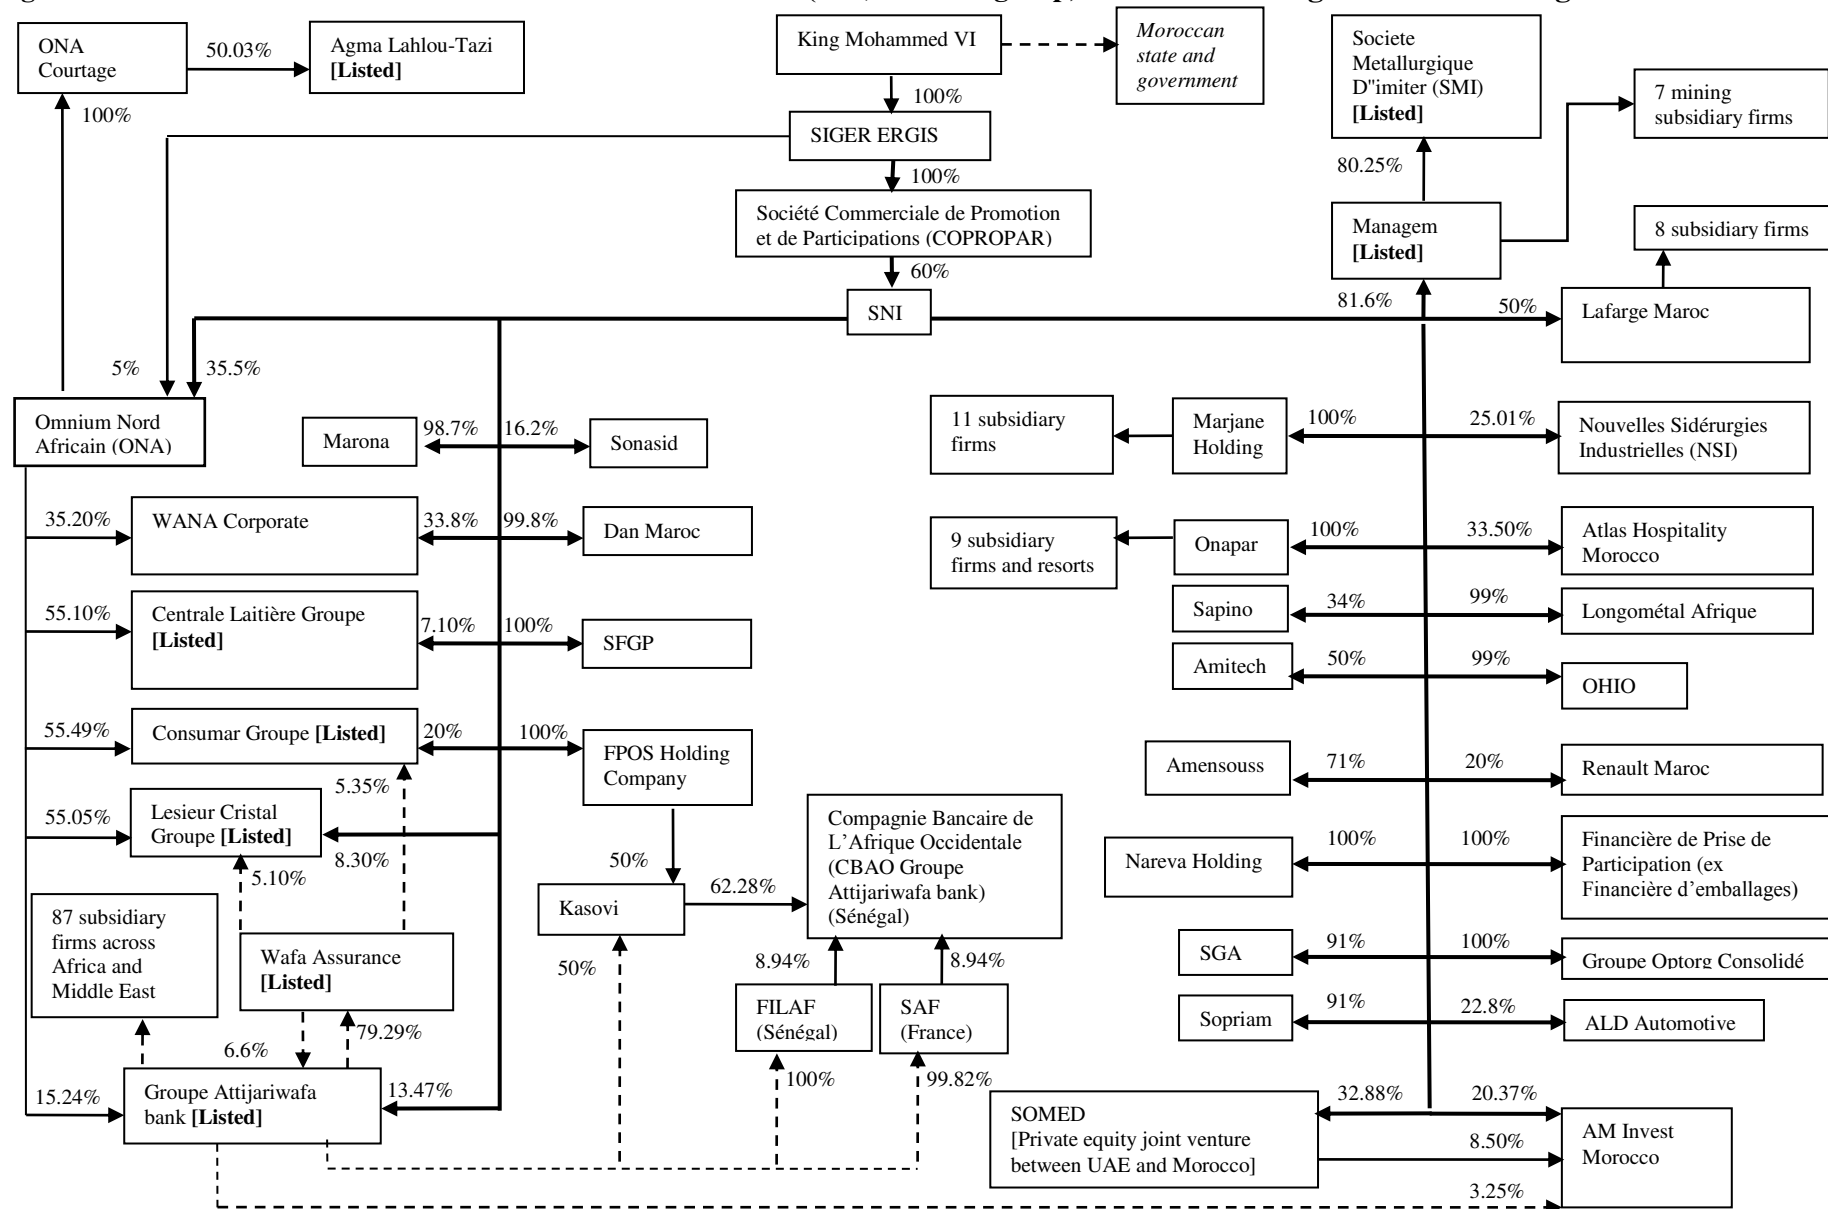 ONA
Courtage
50.03%
Agma Lahlou-Tazi
[Listed]
100%
King Mohammed VI
Moroccan
state and
government
100%
SIGER ERGIS
100%
Société Commerciale de Promotion
et de Participations (COPROPAR)
60%
SNI
Societe
Metallurgique
D"imiter (SMI)
[Listed]
7 mining
subsidiary firms
80.25%
Managem
[Listed]
8 subsidiary firms
81.6%
50%
Lafarge Maroc
5%
35.5%
Omnium Nord
Africain (ONA)
Marona
98.7%
16.2%
Sonasid
11 subsidiary
firms
Marjane
Holding
100%
25.01%
Nouvelles Sidérurgies
Industrielles (NSI)
35.20%
WANA Corporate
33.8%
99.8%
Dan Maroc
9 subsidiary
firms and resorts
Onapar
100%
33.50%
Atlas Hospitality
Morocco
55.10%
Centrale Laitière Groupe
[Listed]
7.10%
100%
SFGP
Sapino
34%
99%
Longométal Afrique
Amitech
50%
99%
OHIO
55.49%
Consumar Groupe [Listed]
20%
100%
FPOS Holding
Company
5.35%
Amensouss
71%
20%
Renault Maroc
55.05%
Lesieur Cristal
Groupe [Listed]
8.30%
5.10%
50%
Kasovi
62.28%
Compagnie Bancaire de
L'Afrique Occidentale
(CBAO Groupe
Attijariwafa bank)
(Sénégal)
Nareva Holding
100%
100%
Financière de Prise de
Participation (ex
Financière d'emballages)
87 subsidiary
firms across
Africa and
Middle East
Wafa Assurance
[Listed]
50%
8.94%
8.94%
SGA
91%
100%
Groupe Optorg Consolidé
FILAF
(Sénégal)
SAF
(France)
Sopriam
91%
22.8%
ALD Automotive
6.6%
79.29%
100%
99.82%
15.24%
Groupe Attijariwafa
bank [Listed]
13.47%
SOMED
[Private equity joint venture
between UAE and Morocco]
32.88%
20.37%
AM Invest
Morocco
8.50%
3.25%